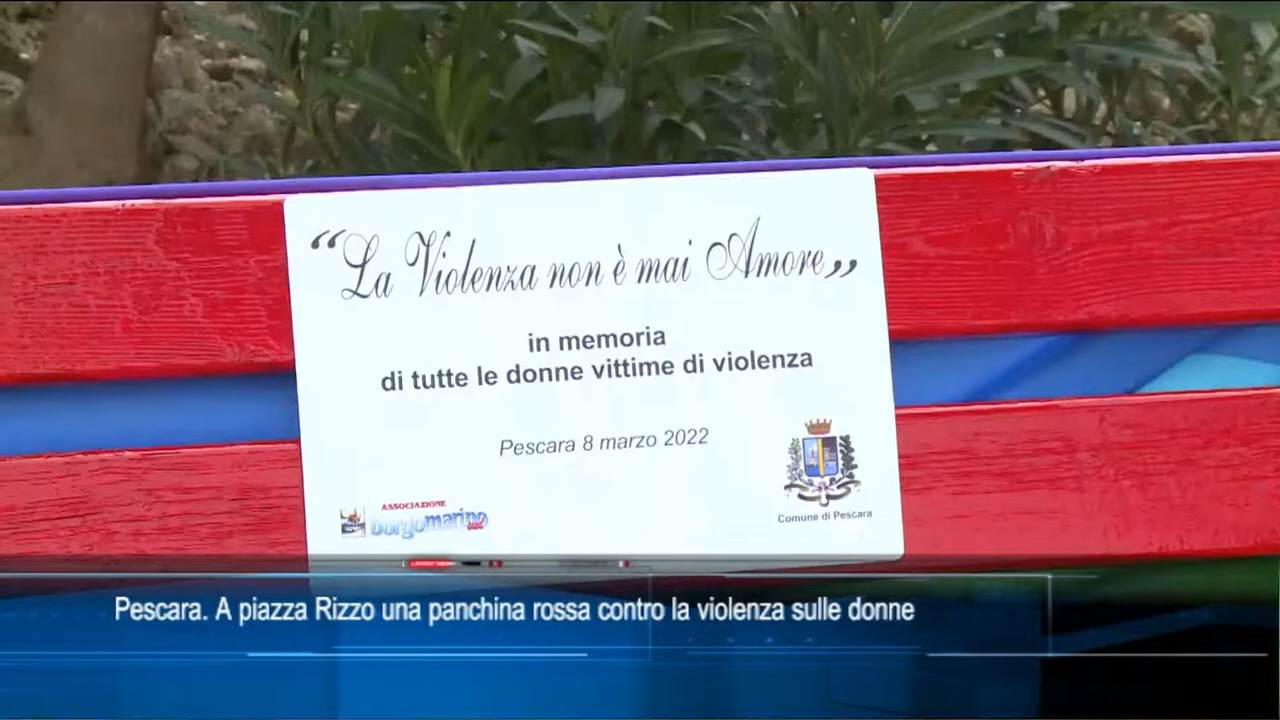 “La Violenza non è mai Amore„
in memoria
di tutte le donne vittime di violenza
Pescara 8 marzo 2022
ASSOCIAZIONE
borgomarino
Comune di Pescara
Pescara. A piazza Rizzo una panchina rossa contro la violenza sulle donne